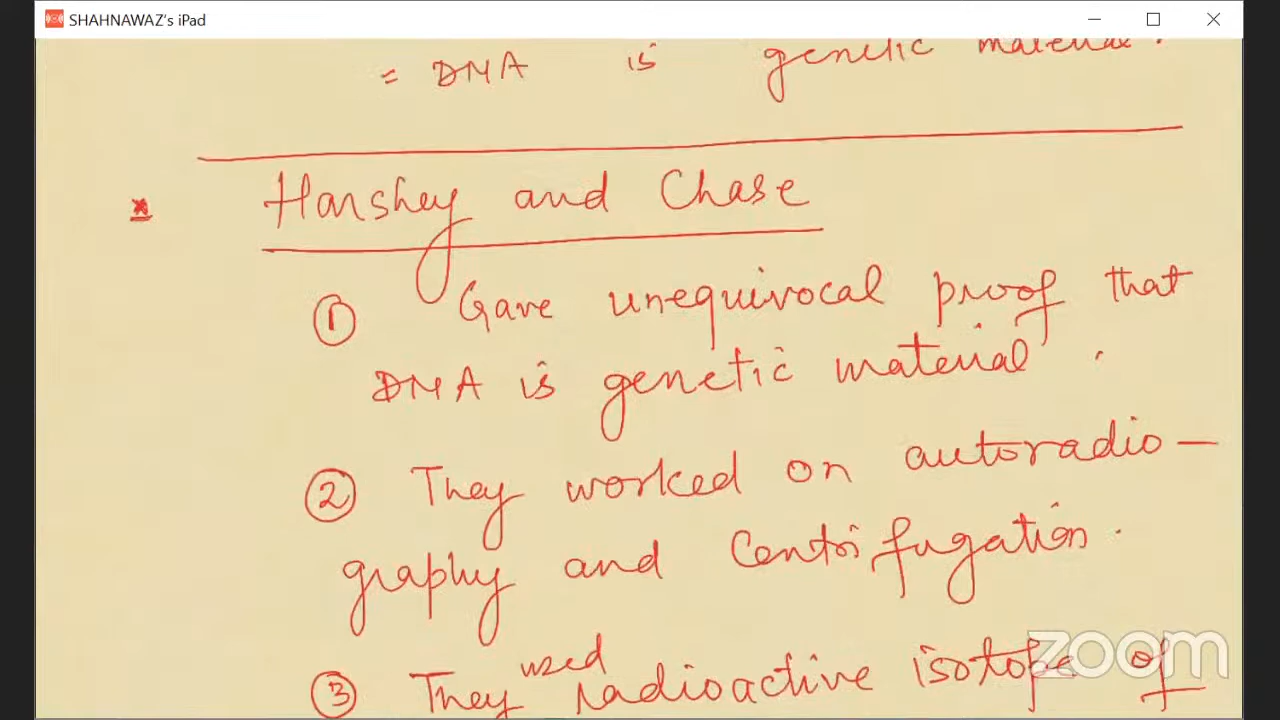 SHAHNAWAZ's iPad
= DNA is genetic material.
* Harshey and Chase
① Gave unequivocal proof that
DNA is genetic material.
② They worked on autoradio-
graphy and Centrifugation.
③ They used radioactive isotope of
zoom